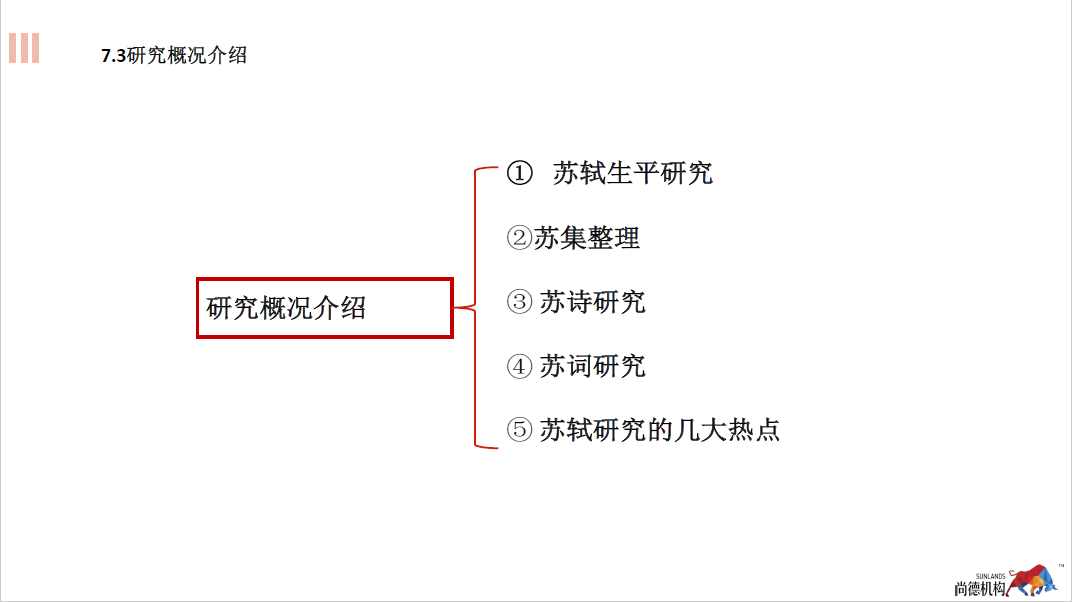 7.3研究概况介绍
① 苏轼生平研究
②苏集整理
③ 苏诗研究
研究概况介绍
④ 苏词研究
⑤ 苏轼研究的几大热点
SUNLANDS
尚德机构
TM